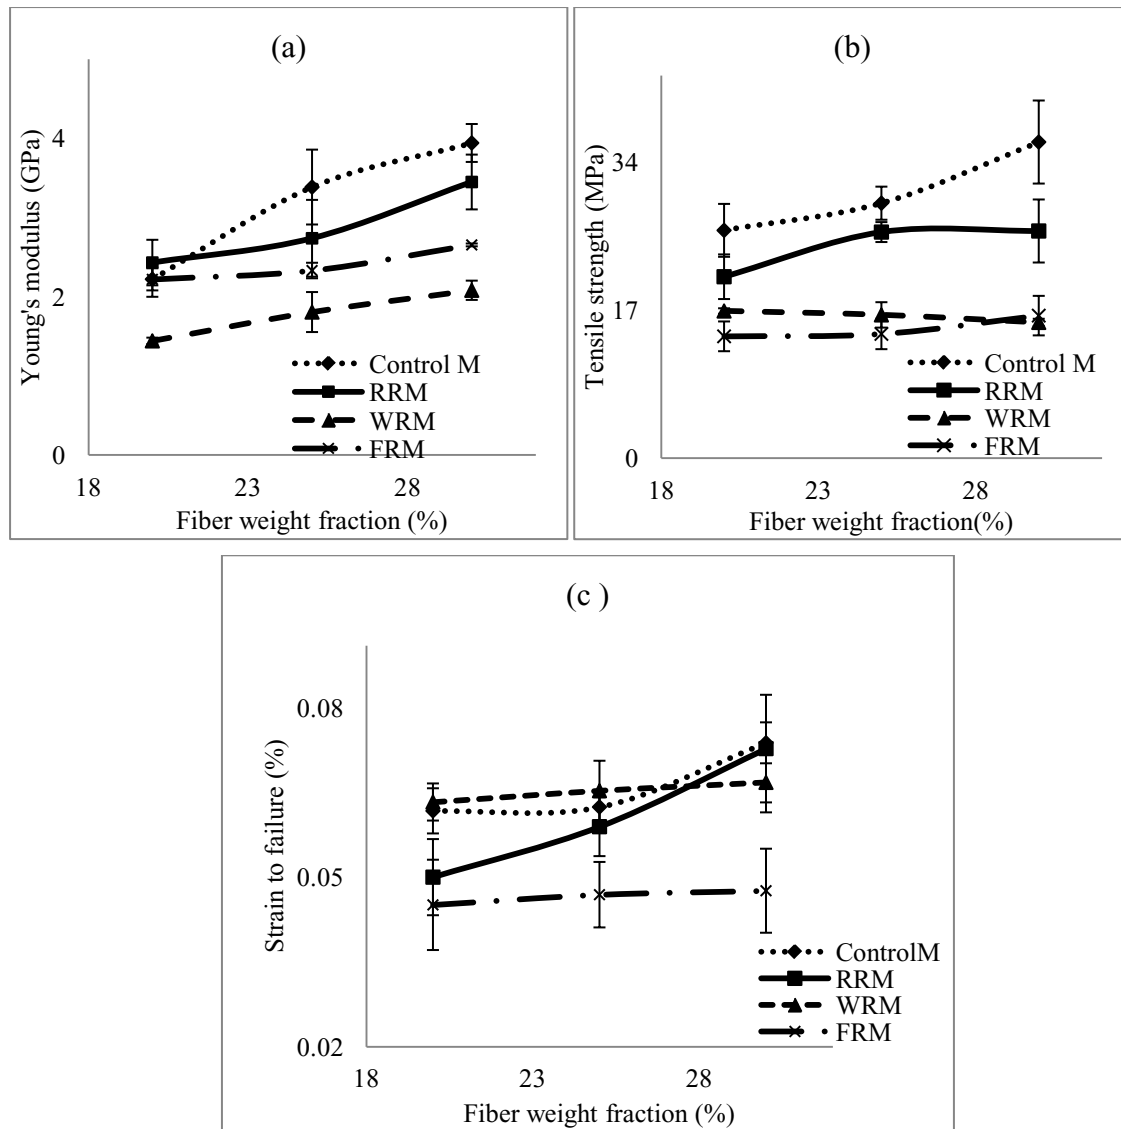 (a)
Young's modulus (GPa)
4
2
0
18
23
28
Fiber weight fraction (%)
Control M
RRM
WRM
FRM
(b)
Tensile strength (MPa)
34
17
0
18
23
28
Fiber weight fraction(%)
Control M
RRM
WRM
FRM
(c )
Strain to failure (%)
0.08
0.05
0.02
18
23
28
Fiber weight fraction (%)
ControlM
RRM
WRM
FRM